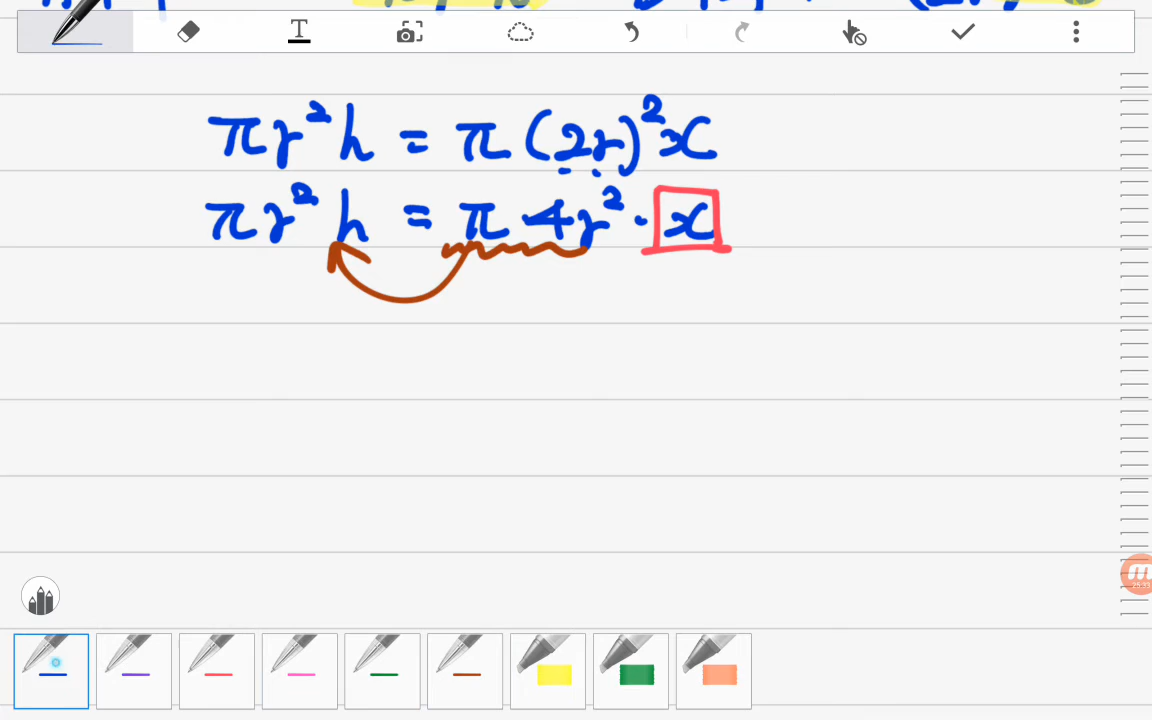 πr²h = π(2r)²x
πr²h = π4r²·x